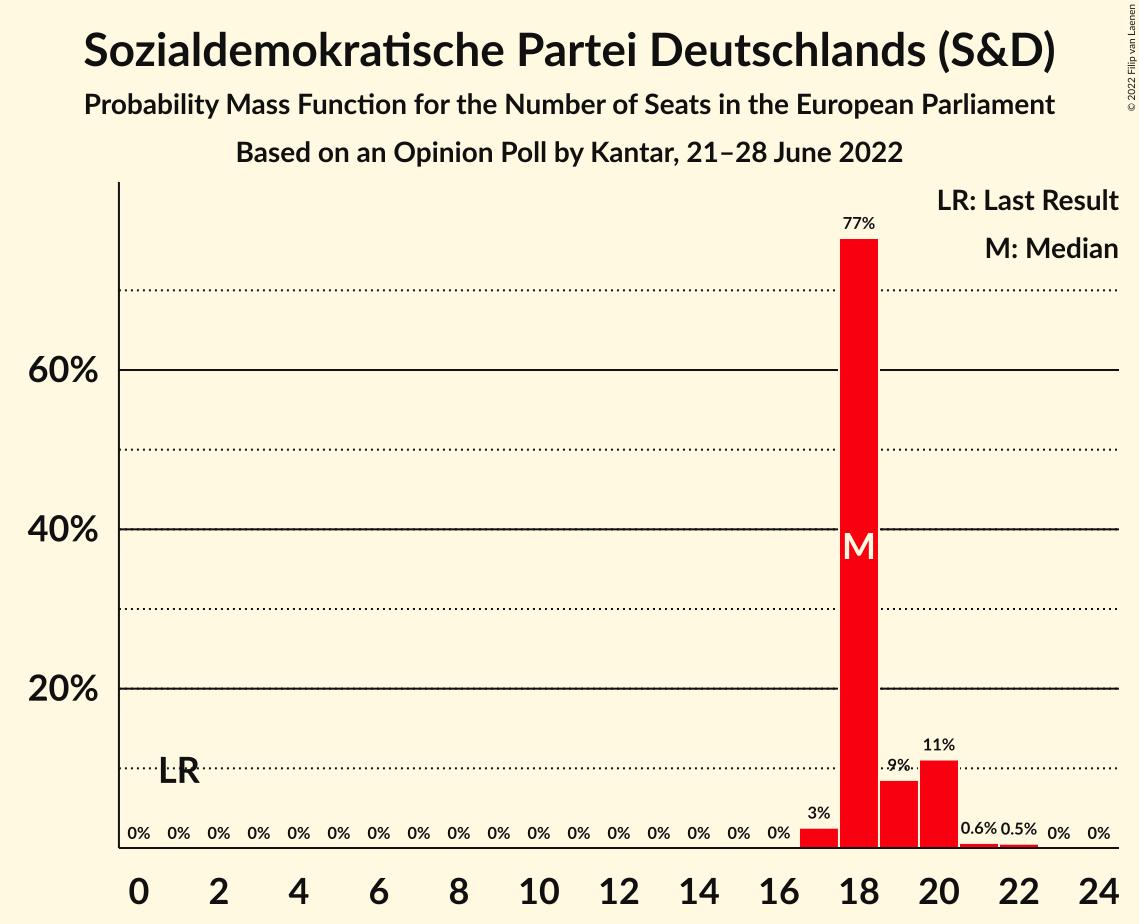 © 2022 Filip van Laenen
Sozialdemokratische Partei Deutschlands (S&D)
Probability Mass Function for the Number of Seats in the European Parliament
Based on an Opinion Poll by Kantar, 21–28 June 2022
LR: Last Result
M: Median
77%
60%
40%
M
20%
11%
LR
9%
3%
0% 0% 0% 0% 0% 0% 0% 0% 0% 0% 0% 0% 0% 0% 0% 0% 0% 0.6% 0.5% 0% 0%
0 2 4 6 8 10 12 14 16 18 20 22 24